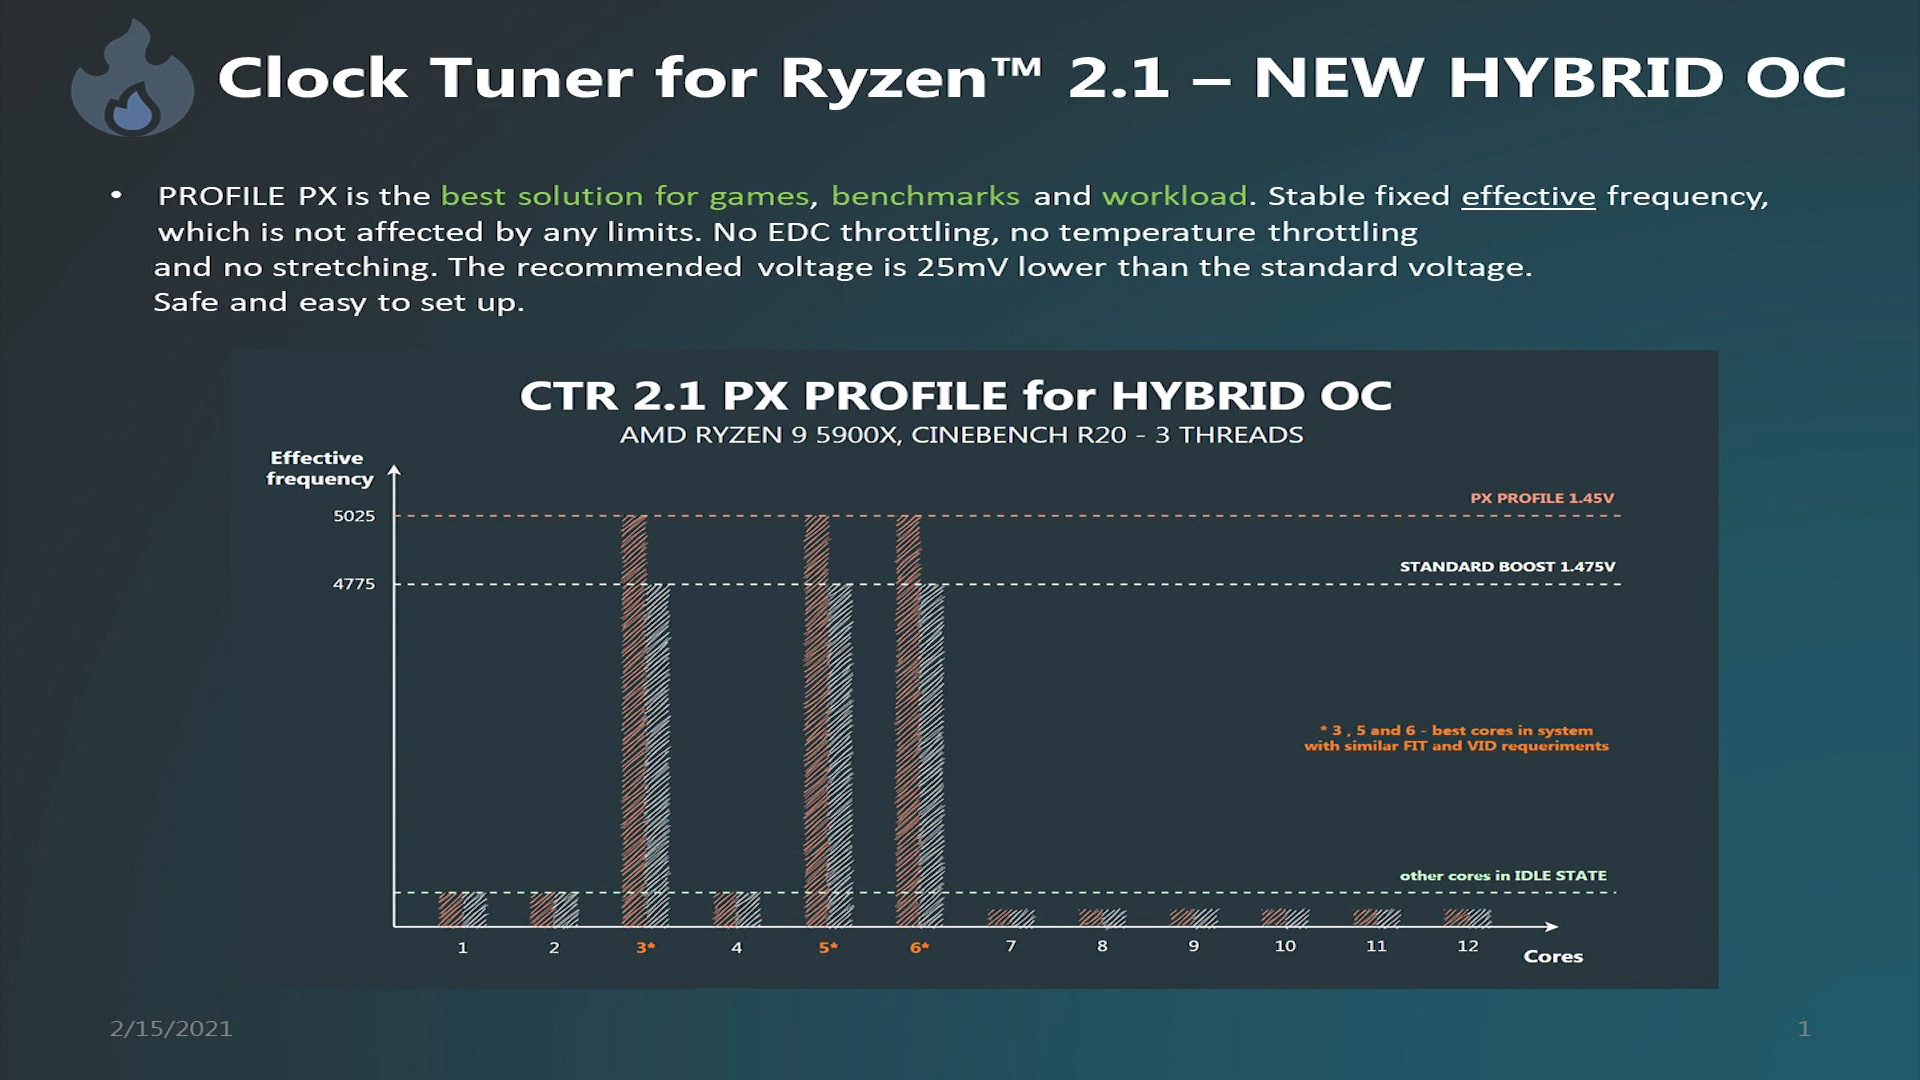 Clock Tuner for Ryzen™ 2.1 – NEW HYBRID OC
• PROFILE PX is the best solution for games, benchmarks and workload. Stable fixed effective frequency,
which is not affected by any limits. No EDC throttling, no temperature throttling
and no stretching. The recommended voltage is 25mV lower than the standard voltage.
Safe and easy to set up.
CTR 2.1 PX PROFILE for HYBRID OC
AMD RYZEN 9 5900X, CINEBENCH R20 - 3 THREADS
Effective
frequency
PX PROFILE 1.45V
5025
STANDARD BOOST 1.475V
4775
* 3 , 5 and 6 - best cores in system
with similar FIT and VID requeriments
other cores in IDLE STATE
1 2 3* 4 5* 6* 7 8 9 10 11 12
Cores
2/15/2021
1